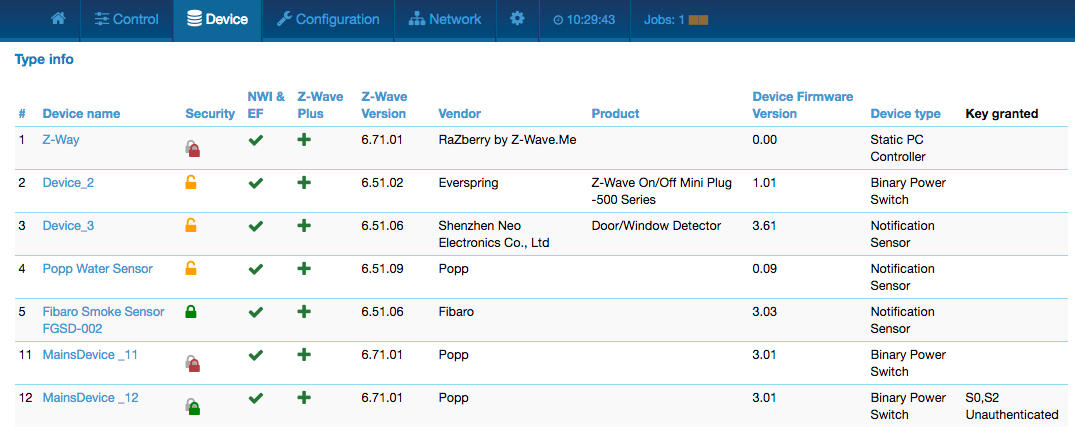 Control Device Configuration Network 10:29:43 Jobs: 1
Type info
NWI & Z-Wave Z-Wave Device Firmware
# Device name Security EF Plus Version Vendor Product Version Device type Key granted
1 Z-Way 6.71.01 RaZberry by Z-Wave.Me 0.00 Static PC
Controller
2 Device_2 6.51.02 Everspring Z-Wave On/Off Mini Plug 1.01 Binary Power
-500 Series Switch
3 Device_3 6.51.06 Shenzhen Neo Door/Window Detector 3.61 Notification
Electronics Co., Ltd Sensor
4 Popp Water Sensor 6.51.09 Popp 0.09 Notification
Sensor
5 Fibaro Smoke Sensor 6.51.06 Fibaro 3.03 Notification
FGSD-002 Sensor
11 MainsDevice _11 6.71.01 Popp 3.01 Binary Power
Switch
12 MainsDevice _12 6.71.01 Popp 3.01 Binary Power S0,S2
Switch Unauthenticated